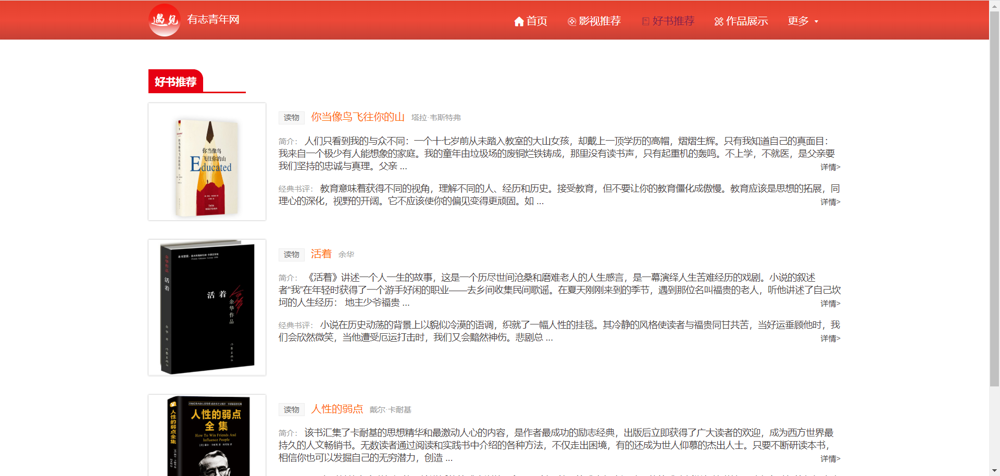 遇见
有志青年网
首页
影视推荐
好书推荐
作品展示
更多
好书推荐
你当像鸟
飞往你的山
Educated
TARA
WESTOVER
读物 你当像鸟飞往你的山 塔拉·韦斯特弗
简介： 人们只看到我的与众不同：一个十七岁前从未踏入教室的大山女孩，却戴上一顶学历的高帽，熠熠生辉。只有我知道自己的真面目：
我来自一个极少有人能想象的家庭。我的童年由垃圾场的废铜烂铁铸成，那里没有读书声，只有起重机的轰鸣。不上学，不就医，是父亲要
我们坚持的忠诚与真理。父亲 ...
详情>
经典书评： 教育意味着获得不同的视角，理解不同的人、经历和历史。接受教育，但不要让你的教育僵化成傲慢。教育应该是思想的拓展，同
理心的深化，视野的开阔。它不应该使你的偏见变得更顽固。如 ...
详情>
余华作品
活着
活着
余华作品
读物 活着 余华
简介： 《活着》讲述一个人一生的故事，这是一个历尽世间沧桑和磨难老人的人生感言，是一幕演绎人生苦难经历的戏剧。小说的叙述
者“我”在年轻时获得了一个游手好闲的职业——去乡间收集民间歌谣。在夏天刚刚来到的季节，遇到那位名叫福贵的老人，听他讲述了自己坎
坷的人生经历： 地主少爷福贵 ...
详情>
经典书评： 小说在历史动荡的背景上以貌似冷漠的语调，织就了一幅人性的挂毯。其冷静的风格使读者与福贵同甘共苦，当好运垂顾他时，我
们会欣然微笑，当他遭受厄运打击时，我们又会黯然神伤。悲剧总 ...
详情>
人性的弱点全集
人性的弱点
全集
How To Win Friends And
Influence People
读物 人性的弱点 戴尔·卡耐基
简介： 该书汇集了卡耐基的思想精华和最激动人心的内容，是作者最成功的励志经典，出版后立即获得了广大读者的欢迎，成为西方世界最
持久的人文畅销书。无数读者通过阅读和实践书中介绍的各种方法，不仅走出困境，有的还成为世人仰慕的杰出人士。只要不断研读本书，
相信你也可以发掘自己的无穷潜力，创造 ...
详情>